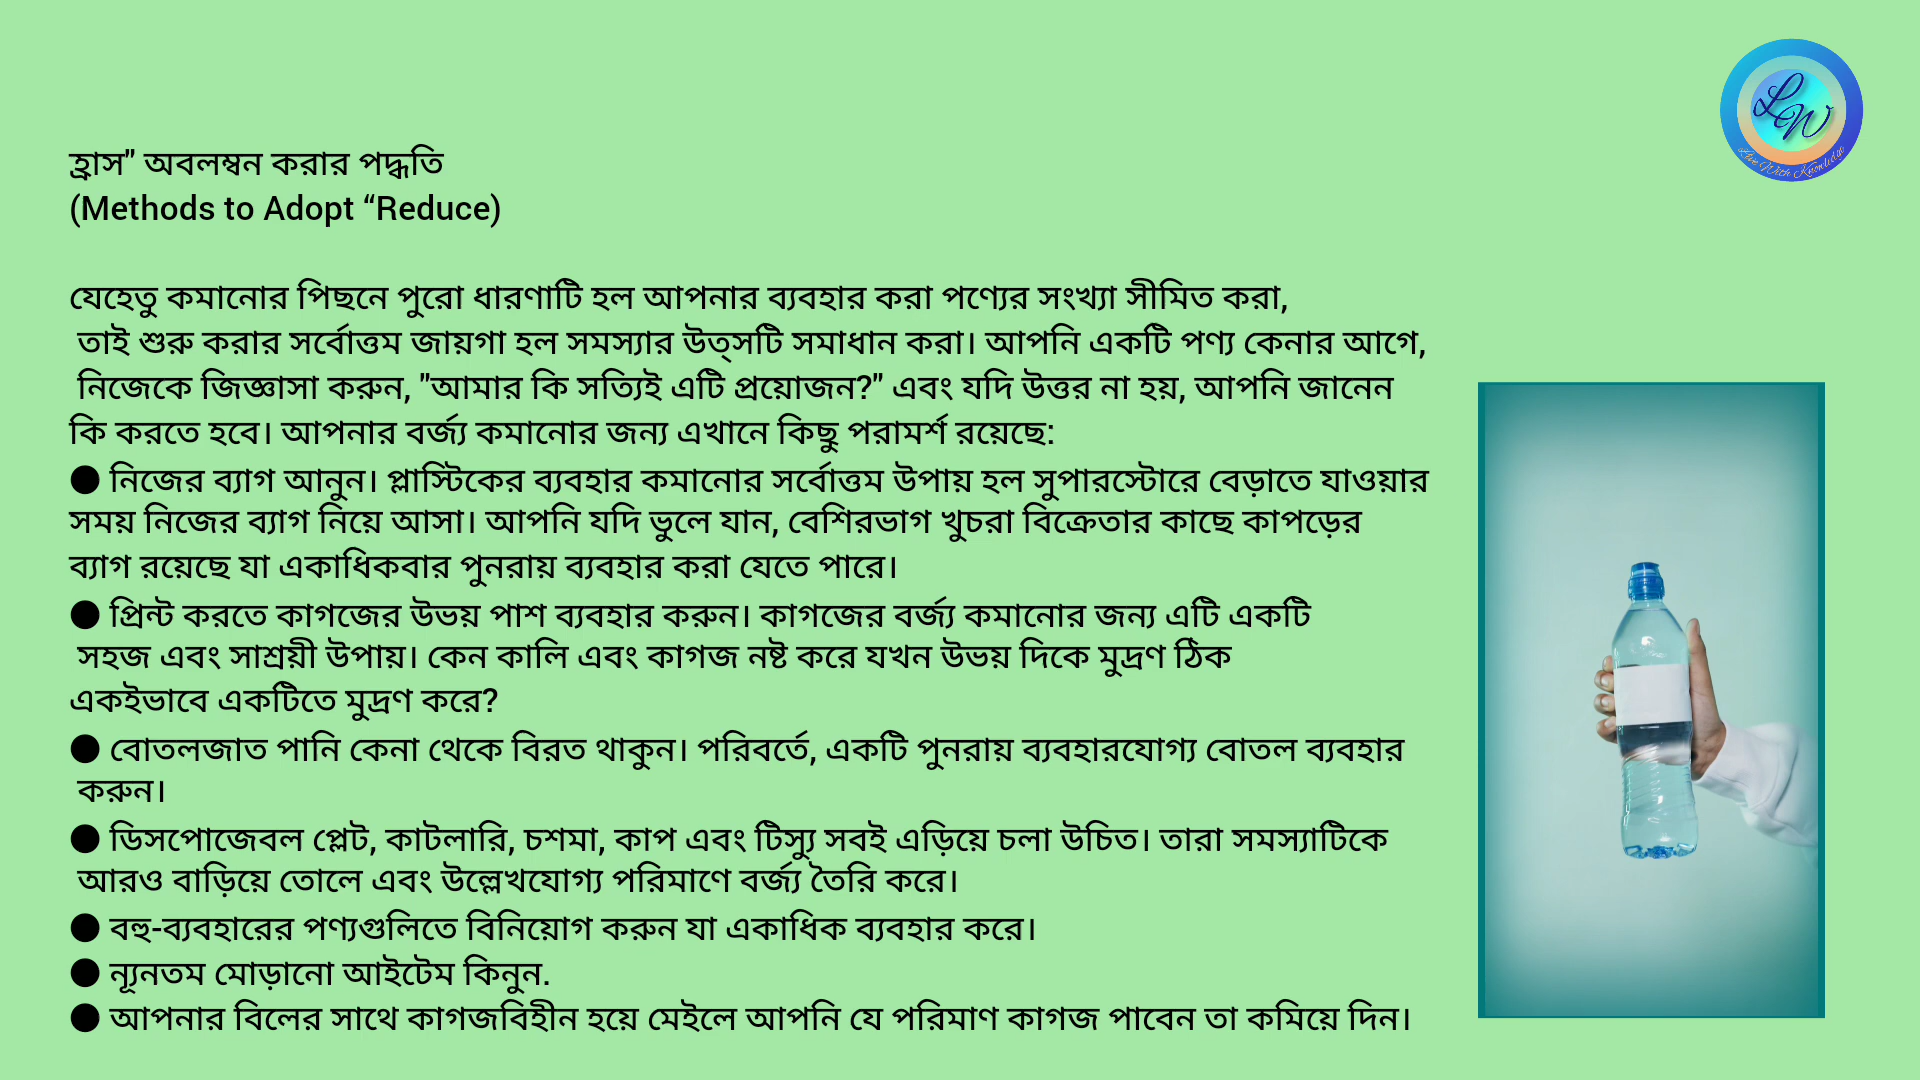 হ্রাস" অবলম্বন করার পদ্ধতি
(Methods to Adopt “Reduce)
যেহেতু কমানোর পিছনে পুরো ধারণাটি হল আপনার ব্যবহার করা পণ্যের সংখ্যা সীমিত করা,
তাই শুরু করার সর্বোত্তম জায়গা হল সমস্যার উত্সটি সমাধান করা। আপনি একটি পণ্য কেনার আগে,
নিজেকে জিজ্ঞাসা করুন, "আমার কি সত্যিই এটি প্রয়োজন?" এবং যদি উত্তর না হয়, আপনি জানেন
কি করতে হবে। আপনার বর্জ্য কমানোর জন্য এখানে কিছু পরামর্শ রয়েছে:
● নিজের ব্যাগ আনুন। প্লাস্টিকের ব্যবহার কমানোর সর্বোত্তম উপায় হল সুপারস্টোরে বেড়াতে যাওয়ার
সময় নিজের ব্যাগ নিয়ে আসা। আপনি যদি ভুলে যান, বেশিরভাগ খুচরা বিক্রেতার কাছে কাপড়ের
ব্যাগ রয়েছে যা একাধিকবার পুনরায় ব্যবহার করা যেতে পারে।
● প্রিন্ট করতে কাগজের উভয় পাশ ব্যবহার করুন। কাগজের বর্জ্য কমানোর জন্য এটি একটি
সহজ এবং সাশ্রয়ী উপায়। কেন কালি এবং কাগজ নষ্ট করে যখন উভয় দিকে মুদ্রণ ঠিক
একইভাবে একটিতে মুদ্রণ করে?
● বোতলজাত পানি কেনা থেকে বিরত থাকুন। পরিবর্তে, একটি পুনরায় ব্যবহারযোগ্য বোতল ব্যবহার
করুন।
● ডিসপোজেবল প্লেট, কাটলারি, চশমা, কাপ এবং টিস্যু সবই এড়িয়ে চলা উচিত। তারা সমস্যাটিকে
আরও বাড়িয়ে তোলে এবং উল্লেখযোগ্য পরিমাণে বর্জ্য তৈরি করে।
● বহু-ব্যবহারের পণ্যগুলিতে বিনিয়োগ করুন যা একাধিক ব্যবহার করে।
● ন্যূনতম মোড়ানো আইটেম কিনুন.
● আপনার বিলের সাথে কাগজবিহীন হয়ে মেইলে আপনি যে পরিমাণ কাগজ পাবেন তা কমিয়ে দিন।
LW
Live With Knowledge